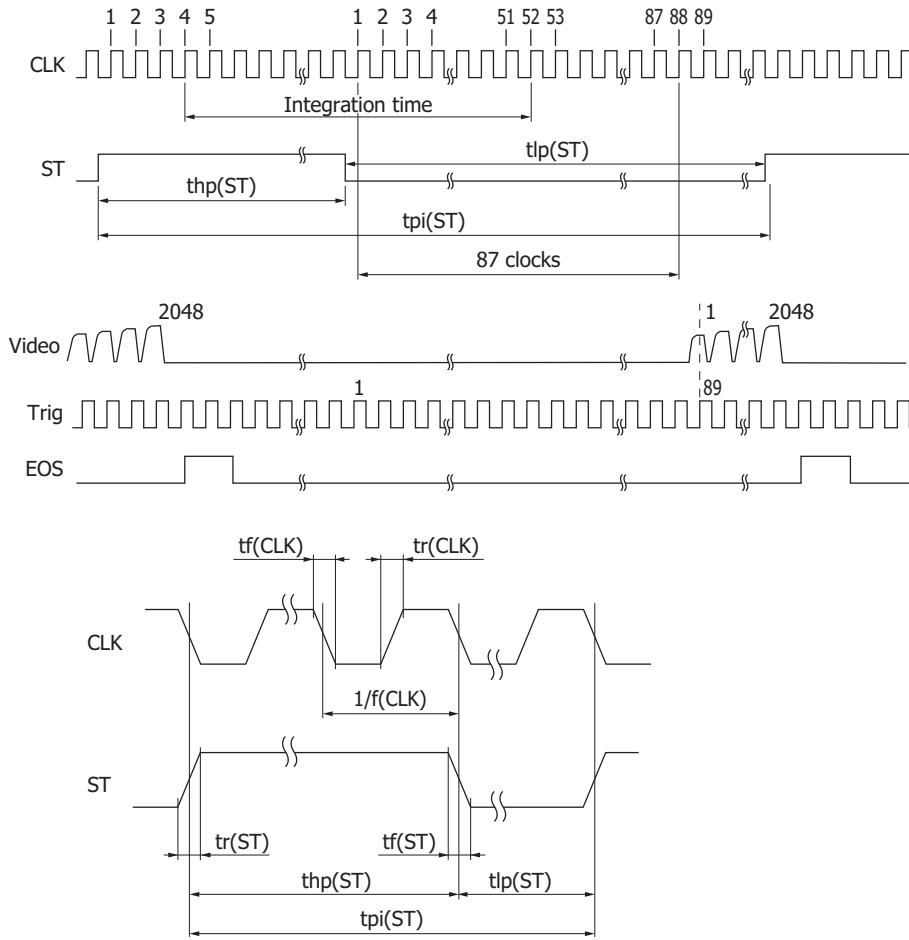 1 2 3 4 5 1 2 3 4 51 52 53 87 88 89
CLK
Integration time
ST
tlp(ST)
thp(ST)
tpi(ST)
87 clocks
2048 1 2048
Video
1 89
Trig
EOS
tf(CLK) tr(CLK)
CLK
1/f(CLK)
ST
tr(ST) tf(ST)
thp(ST) tlp(ST)
tpi(ST)